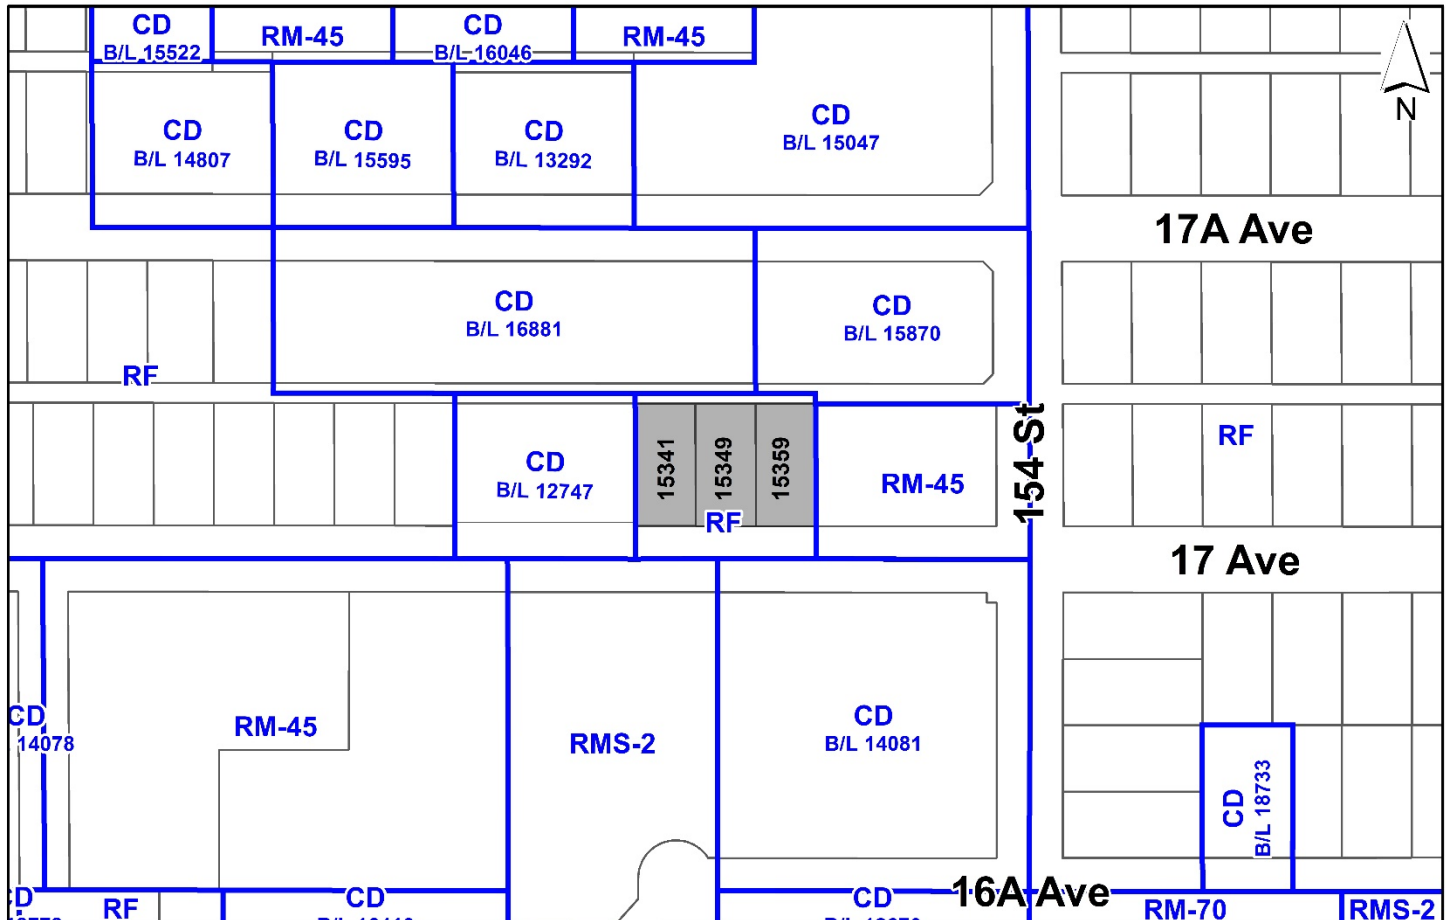 CD
B/L 15522
RM-45
CD
B/L 16046
RM-45
N
CD
B/L 14807
CD
B/L 15595
CD
B/L 13292
CD
B/L 15047
17A Ave
CD
B/L 16881
CD
B/L 15870
RF
154 St
RF
CD
B/L 12747
15341
15349
15359
RF
RM-45
17 Ave
CD
14078
RM-45
RMS-2
CD
B/L 14081
CD
B/L 18733
CD
RF
CD
CD
16A Ave
RM-70
RMS-2